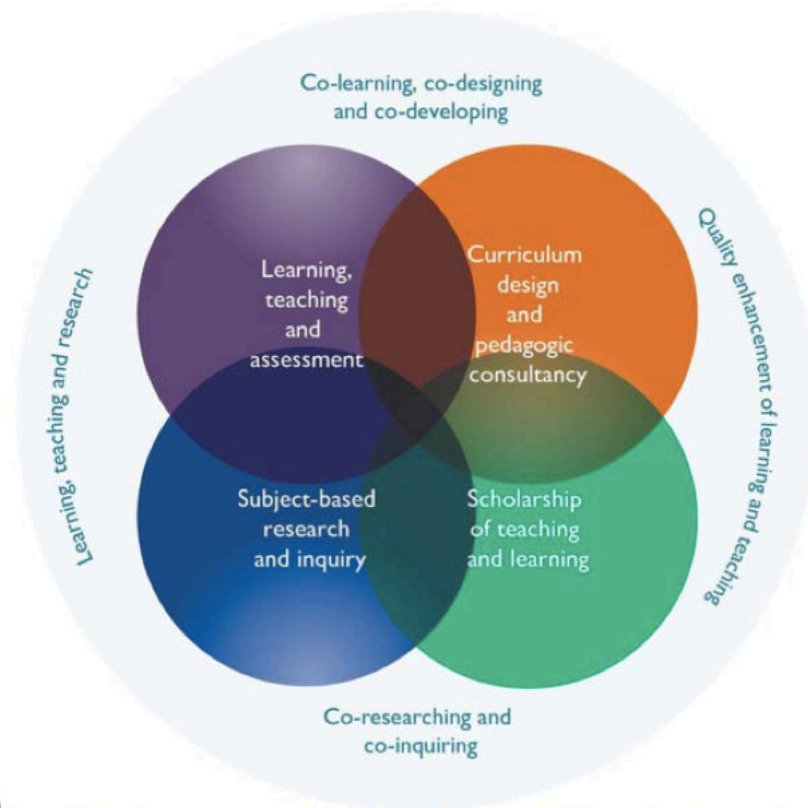 Co-learning, co-designing
and co-developing
Learning,
teaching
and
assessment
Curriculum
design
and
pedagogic
consultancy
Learning, teaching and research
Quality enhancement of learning and teaching
Subject-based
research
and inquiry
Scholarship
of teaching
and learning
Co-researching and
co-inquiring